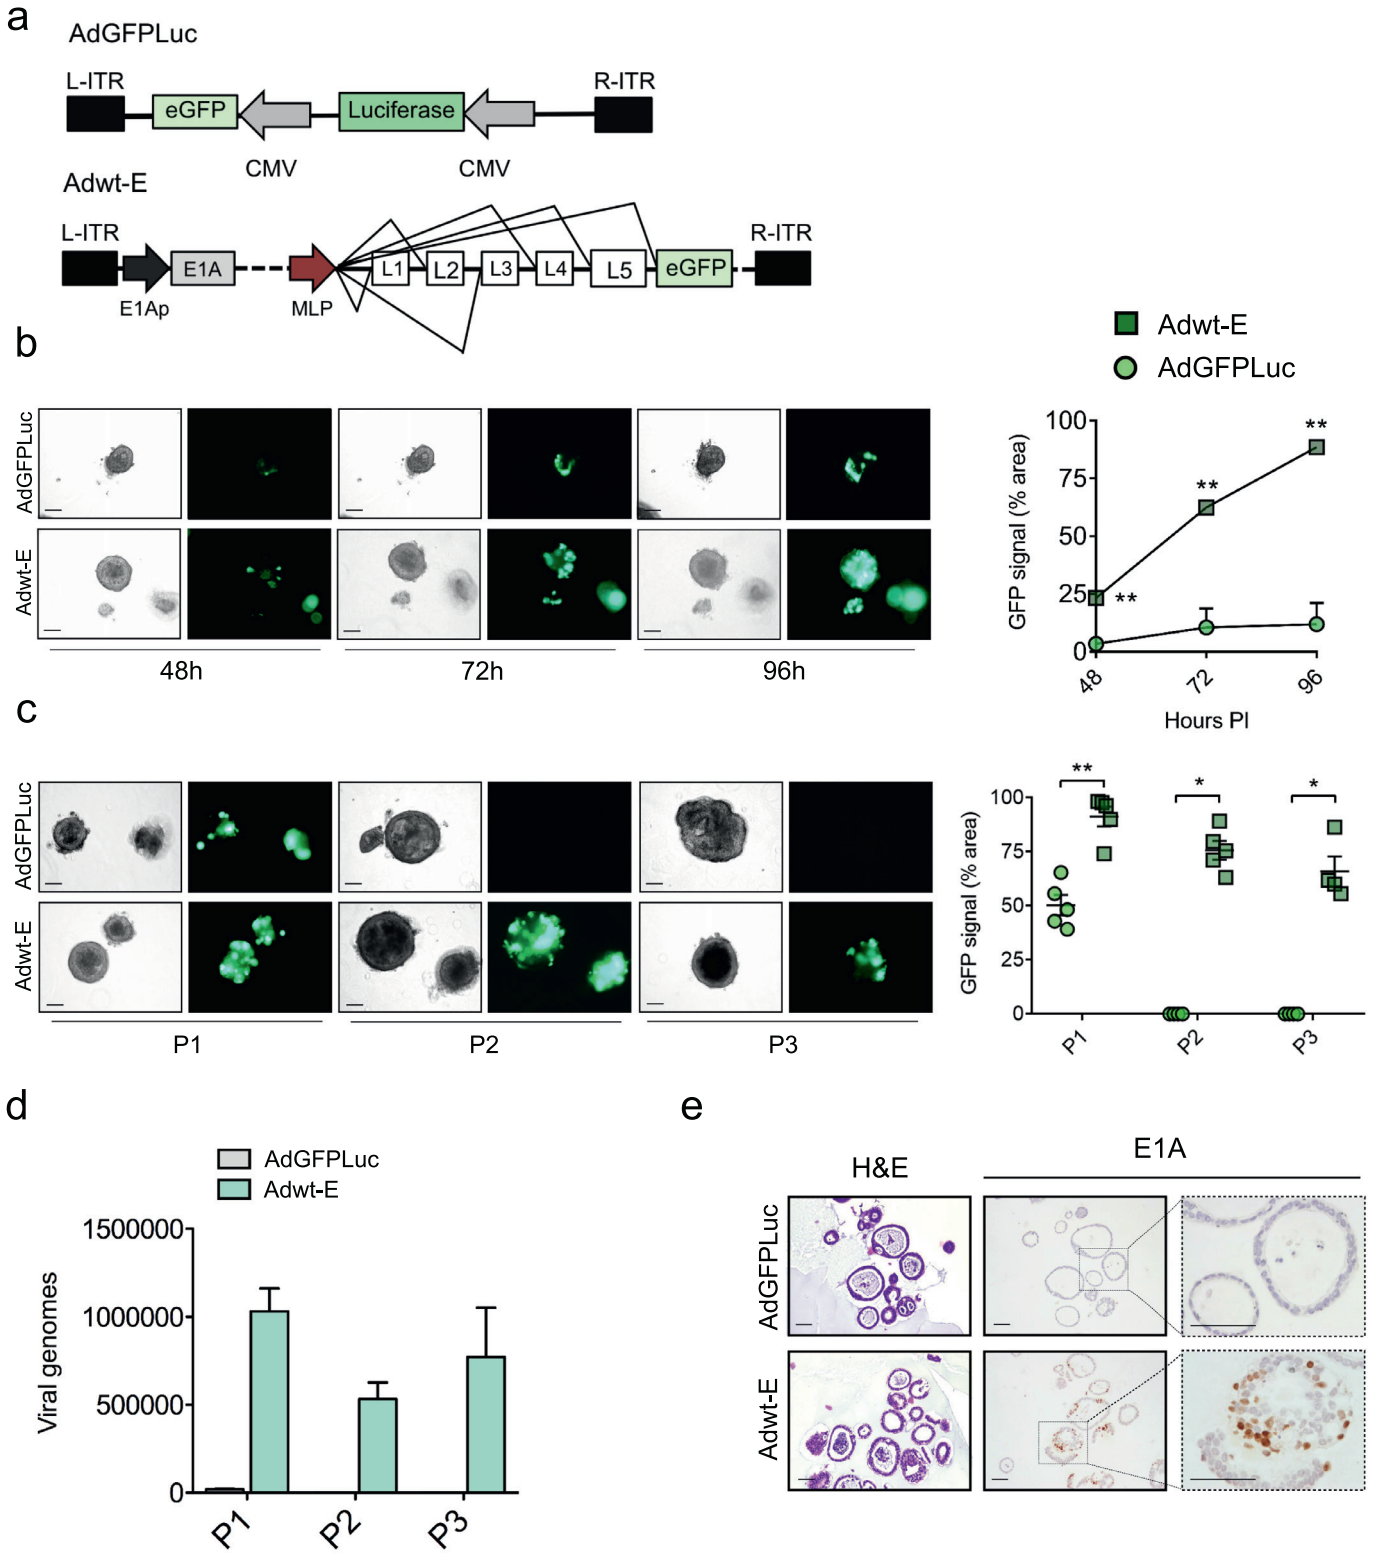 a
AdGFPLuc
L-ITR
R-ITR
eGFP
Luciferase
CMV
CMV
Adwt-E
L-ITR
R-ITR
E1A
L1
L2
L3
L4
L5
eGFP
E1Ap
MLP
b
AdGFPLuc
Adwt-E
48h
72h
96h
Adwt-E
AdGFPLuc
GFP signal (% area)
100
75
50
25
0
**
**
**
48
72
96
Hours PI
c
AdGFPLuc
Adwt-E
P1
P2
P3
GFP signal (% area)
100
75
50
25
0
**
*
*
P1
P2
P3
d
AdGFPLuc
Adwt-E
Viral genomes
1500000
1000000
500000
0
P1
P2
P3
e
H&E
E1A
AdGFPLuc
Adwt-E